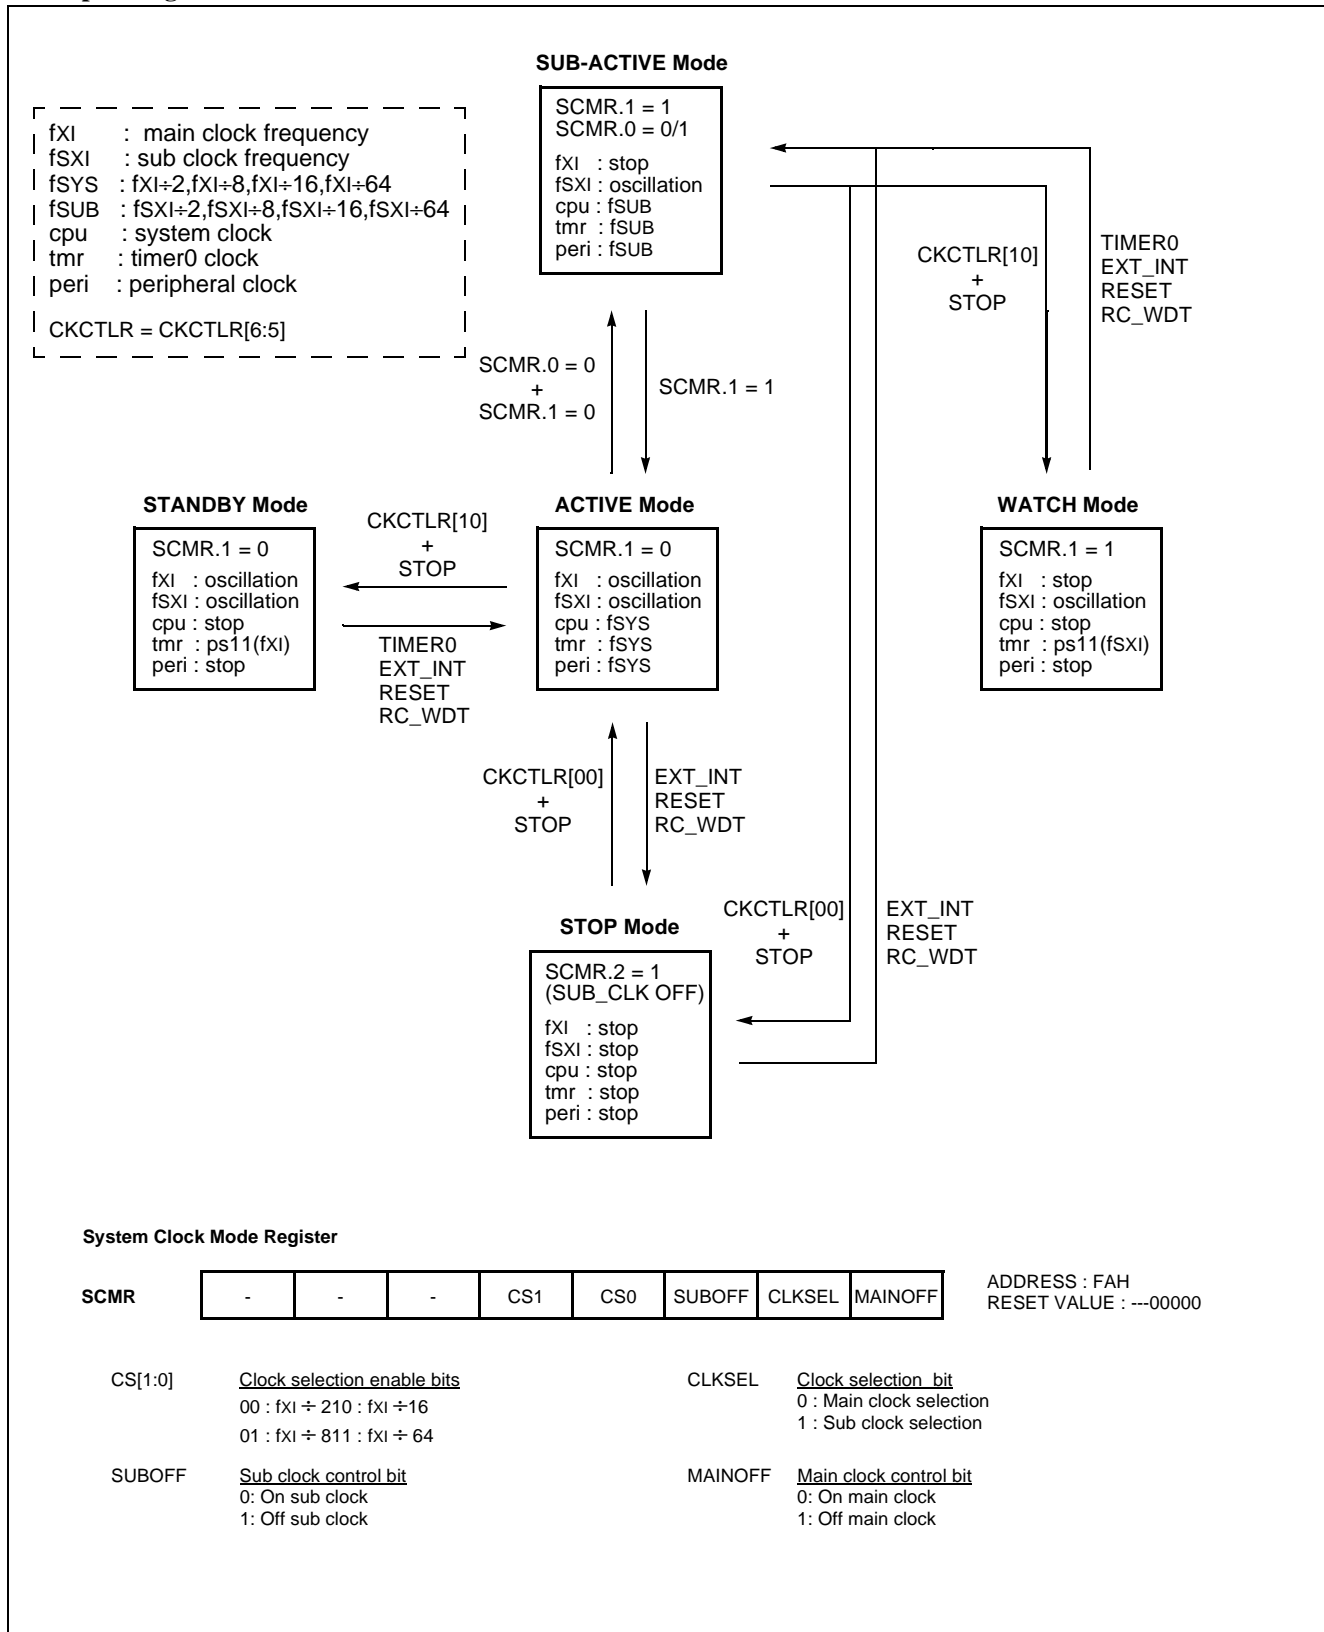 SUB-ACTIVE Mode
SCMR.1 = 1
SCMR.0 = 0/1
fXI : stop
fSXI : oscillation
cpu : fSUB
tmr : fSUB
peri : fSUB
fXI : main clock frequency
fSXI : sub clock frequency
fSYS : fXI÷2,fXI÷8,fXI÷16,fXI÷64
fSUB : fSXI÷2,fSXI÷8,fSXI÷16,fSXI÷64
cpu : system clock
tmr : timer0 clock
peri : peripheral clock
CKCTLR = CKCTLR[6:5]
CKCTLR[10]
+
STOP
TIMER0
EXT_INT
RESET
RC_WDT
SCMR.0 = 0
+
SCMR.1 = 0
SCMR.1 = 1
STANDBY Mode
SCMR.1 = 0
fXI : oscillation
fSXI : oscillation
cpu : stop
tmr : ps11(fXI)
peri : stop
CKCTLR[10]
+
STOP
TIMER0
EXT_INT
RESET
RC_WDT
ACTIVE Mode
SCMR.1 = 0
fXI : oscillation
fSXI : oscillation
cpu : fSYS
tmr : fSYS
peri : fSYS
WATCH Mode
SCMR.1 = 1
fXI : stop
fSXI : oscillation
cpu : stop
tmr : ps11(fSXI)
peri : stop
CKCTLR[00]
+
STOP
EXT_INT
RESET
RC_WDT
STOP Mode
SCMR.2 = 1
(SUB_CLK OFF)
fXI : stop
fSXI : stop
cpu : stop
tmr : stop
peri : stop
CKCTLR[00]
+
STOP
EXT_INT
RESET
RC_WDT
System Clock Mode Register
SCMR - - - CS1 CS0 SUBOFF CLKSEL MAINOFF
ADDRESS : FAH
RESET VALUE : ---00000
CS[1:0] Clock selection enable bits
00 : fXI ÷ 210 : fXI ÷16
01 : fXI ÷ 811 : fXI ÷ 64
CLKSEL Clock selection bit
0 : Main clock selection
1 : Sub clock selection
SUBOFF Sub clock control bit
0: On sub clock
1: Off sub clock
MAINOFF Main clock control bit
0: On main clock
1: Off main clock